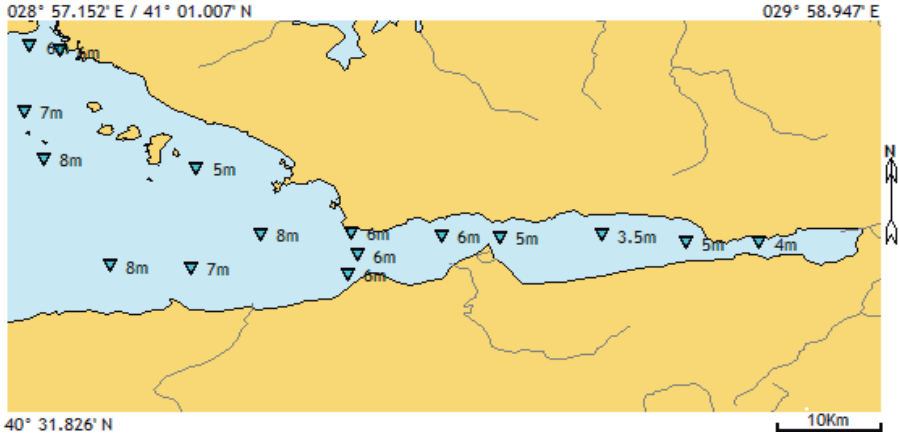 028° 57.152' E / 41° 01.007' N 029° 58.947' E
6m 6m
7m
8m
5m
N
8m 6m 6m 5m 3.5m 5m 4m
6m
8m 7m 6m
40° 31.826' N 10Km